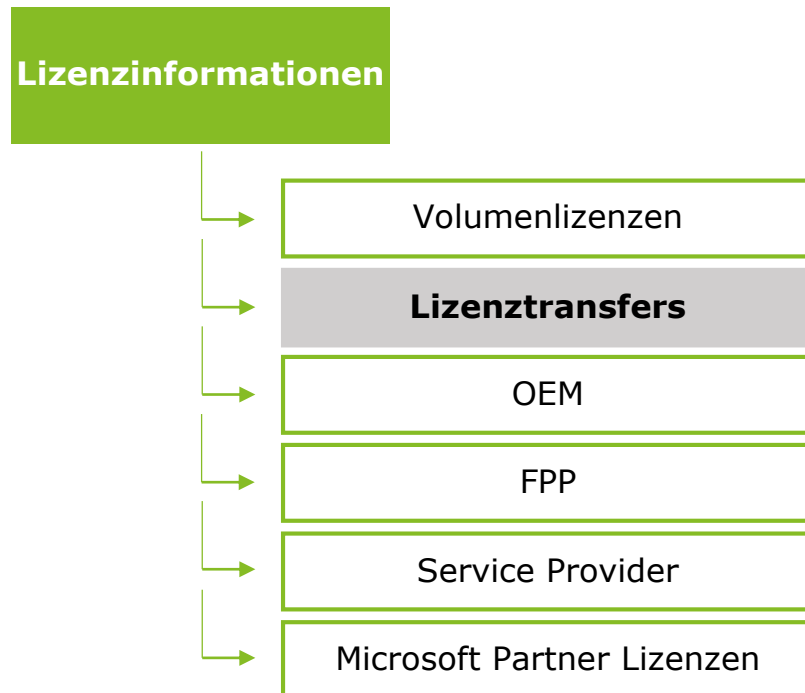 Lizenzinformationen
Volumenlizenzen
Lizenztransfers
OEM
FPP
Service Provider
Microsoft Partner Lizenzen